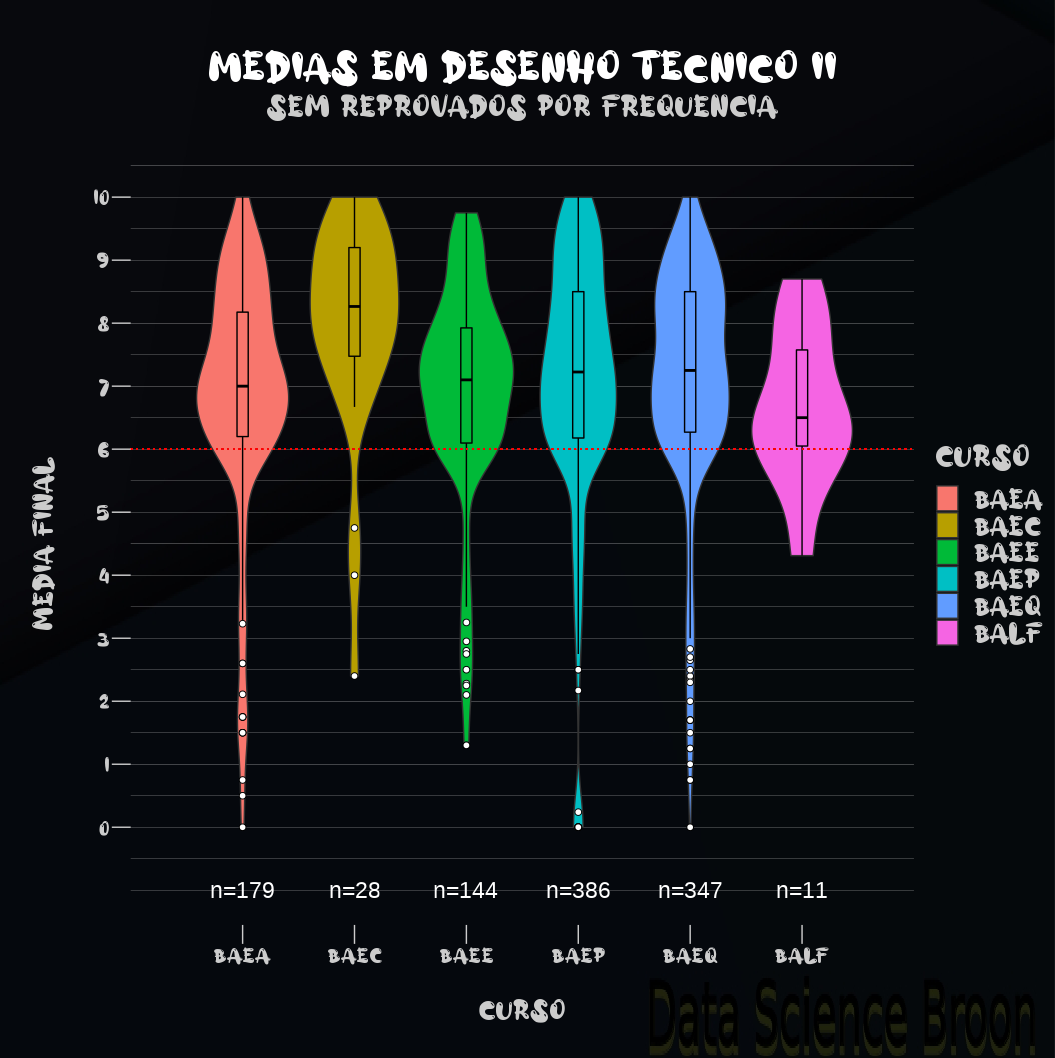 MEDIAS EM DESENHO TECNICO II
SEM REPROVADOS POR FREQUENCIA
MEDIA FINAL
10
9
8
7
6
5
4
3
2
1
0
n=179 n=28 n=144 n=386 n=347 n=11
BAEA BAEC BAEE BAEP BAEQ BALF
CURSO
CURSO
BAEA
BAEC
BAEE
BAEP
BAEQ
BALF
Data Science Broon